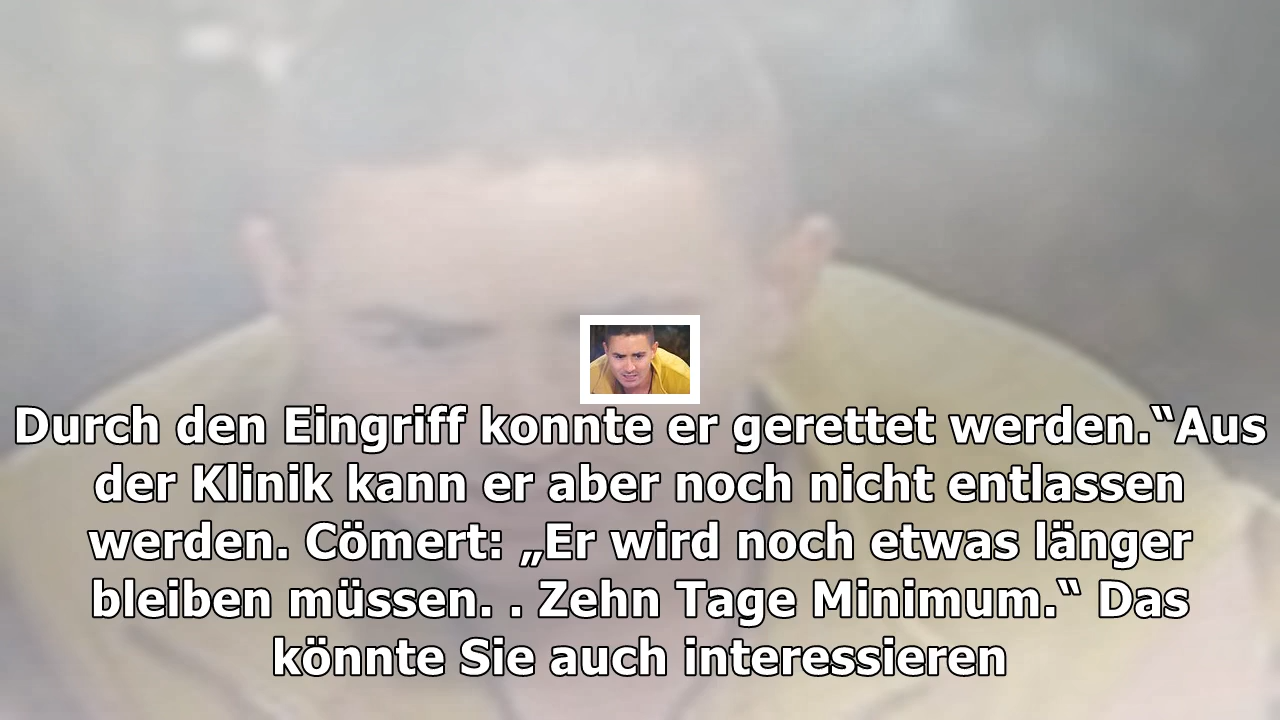 Durch den Eingriff konnte er gerettet werden.“Aus
der Klinik kann er aber noch nicht entlassen
werden. Cömert: „Er wird noch etwas länger
bleiben müssen. . Zehn Tage Minimum.“ Das
könnte Sie auch interessieren